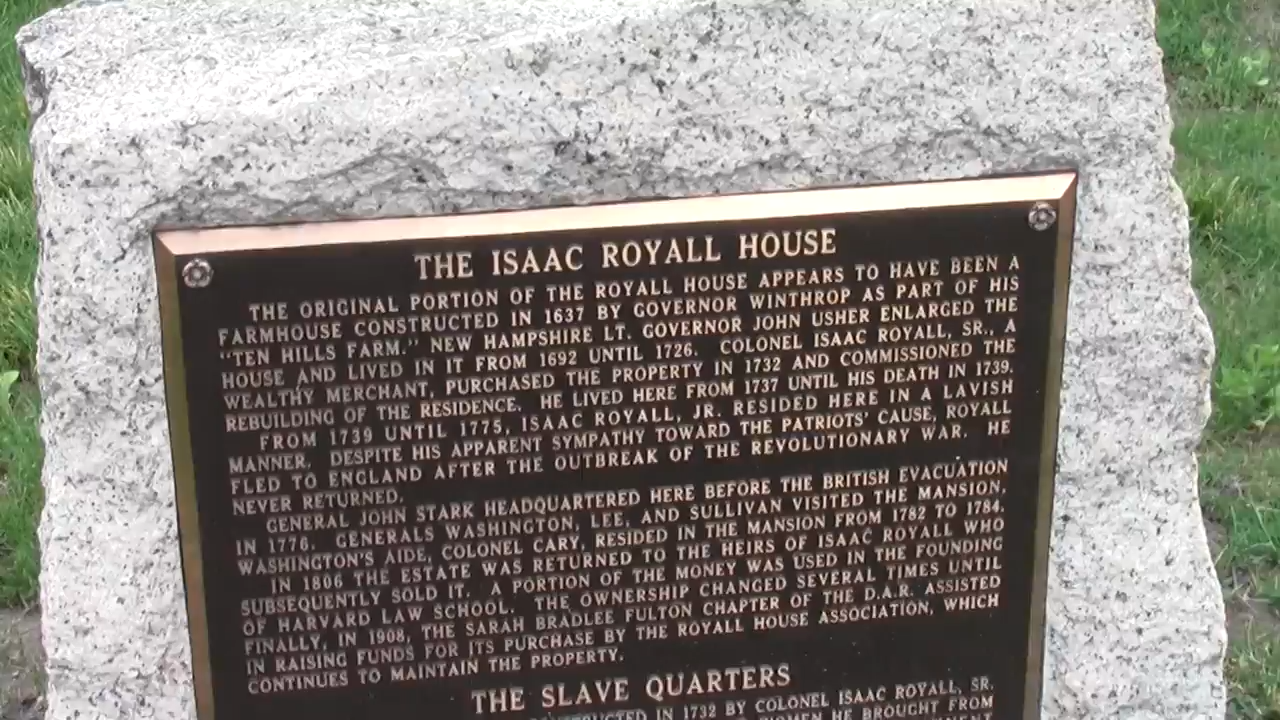 THE ISAAC ROYALL HOUSE
THE ORIGINAL PORTION OF THE ROYALL HOUSE APPEARS TO HAVE BEEN A
FARMHOUSE CONSTRUCTED IN 1637 BY GOVERNOR WINTHROP AS PART OF HIS
"TEN HILLS FARM." NEW HAMPSHIRE LT. GOVERNOR JOHN USHER ENLARGED THE
HOUSE AND LIVED IN IT FROM 1692 UNTIL 1726. COLONEL ISAAC ROYALL, SR., A
WEALTHY MERCHANT, PURCHASED THE PROPERTY IN 1732 AND COMMISSIONED THE
REBUILDING OF THE RESIDENCE. HE LIVED HERE FROM 1737 UNTIL HIS DEATH IN 1739.
FROM 1739 UNTIL 1775, ISAAC ROYALL, JR. RESIDED HERE IN A LAVISH
MANNER. DESPITE HIS APPARENT SYMPATHY TOWARD THE PATRIOTS' CAUSE, ROYALL
FLED TO ENGLAND AFTER THE OUTBREAK OF THE REVOLUTIONARY WAR. HE
NEVER RETURNED.
GENERAL JOHN STARK HEADQUARTERED HERE BEFORE THE BRITISH EVACUATION
IN 1776. GENERALS WASHINGTON, LEE, AND SULLIVAN VISITED THE MANSION.
WASHINGTON'S AIDE, COLONEL CARY, RESIDED IN THE MANSION FROM 1782 TO 1784.
IN 1806 THE ESTATE WAS RETURNED TO THE HEIRS OF ISAAC ROYALL WHO
SUBSEQUENTLY SOLD IT. A PORTION OF THE MONEY WAS USED IN THE FOUNDING
OF HARVARD LAW SCHOOL. THE OWNERSHIP CHANGED SEVERAL TIMES UNTIL
FINALLY, IN 1908, THE SARAH BRADLEE FULTON CHAPTER OF THE D.A.R. ASSISTED
IN RAISING FUNDS FOR ITS PURCHASE BY THE ROYALL HOUSE ASSOCIATION, WHICH
CONTINUES TO MAINTAIN THE PROPERTY.
THE SLAVE QUARTERS
IN 1732 BY COLONEL ISAAC ROYALL, SR.
HE BROUGHT FROM